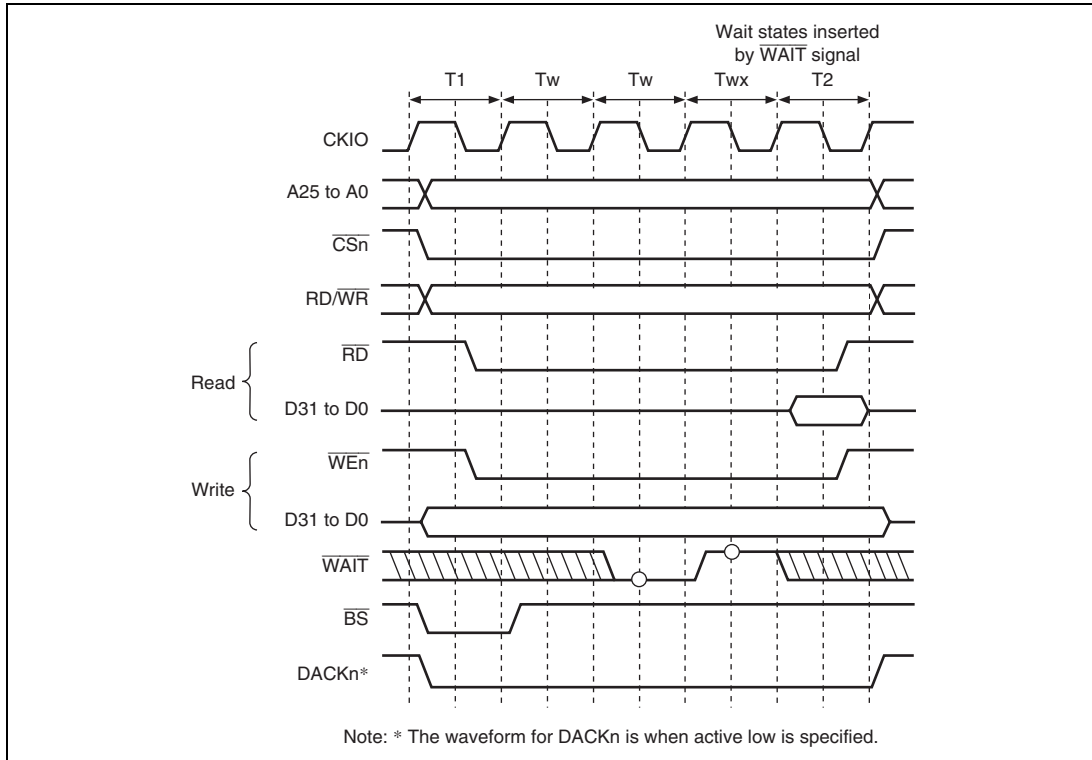 Wait states inserted
by WAIT signal
T1 Tw Tw Twx T2
CKIO
A25 to A0
CSn
RD/WR
RD
Read
D31 to D0
WEn
Write
D31 to D0
WAIT
BS
DACKn*
Note: * The waveform for DACKn is when active low is specified.